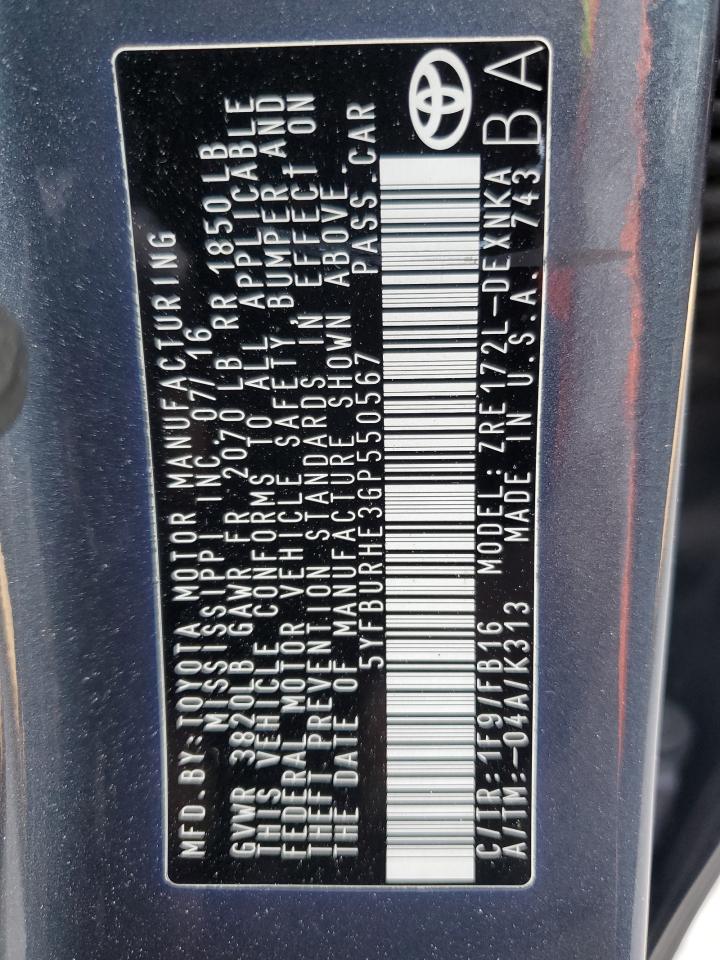 MFD.BY:TOYOTA MOTOR MANUFACTURING
MISSISSIPPI INC 07/16
GVWR 3820LB GAWR FR 2070 LB RR 1850LB
THIS VEHICLE CONFORMS TO ALL APPLICABLE
FEDERAL MOTOR VEHICLE SAFETY BUMPER AND
THEFT PREVENTION STANDARDS IN EFFECT ON
THE DATE OF MANUFACTURE SHOWN ABOVE.
5YFBURHE3GP550567 PASS.CAR
C/TR:1F9/FB16 MODEL:ZRE172L-DEXNKA
A/TM:-04A/K313 MADE IN U.S.A. 743
BA